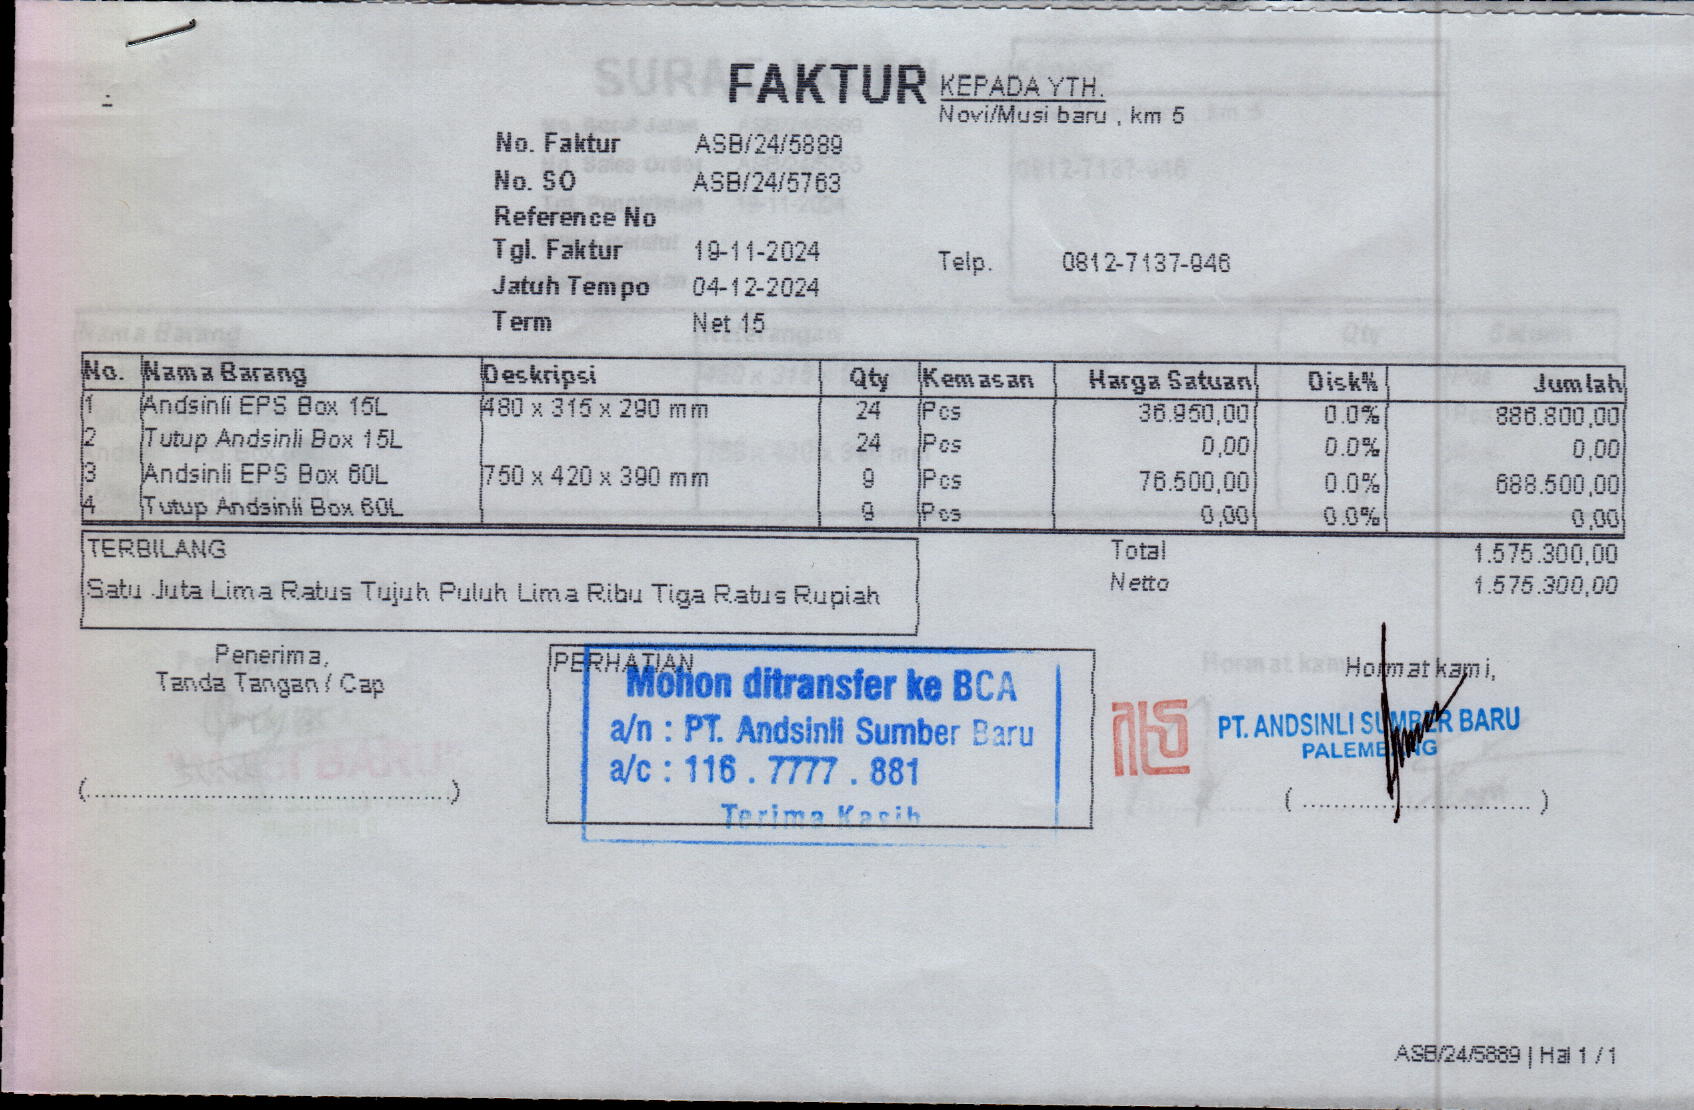 FAKTUR
KEPADA YTH.
Novi/Musi baru , km 5
No. Faktur ASB/24/5889
No. SO ASB/24/5763
Reference No
Tgl. Faktur 19-11-2024
Telp. 0812-7137-946
Jatuh Tempo 04-12-2024
Term Net 15
No. Nama Barang Deskripsi Qty Kemasan Harga Satuan Disk% Jumlah
1 Andsinli EPS Box 15L 480 x 315 x 290 mm 24 Pcs 36.950,00 0.0% 886.800,00
2 Tutup Andsinli Box 15L 24 Pcs 0,00 0.0% 0,00
3 Andsinli EPS Box 60L 750 x 420 x 390 mm 9 Pcs 76.500,00 0.0% 688.500,00
4 Tutup Andsinli Box 60L 9 Pcs 0,00 0.0% 0,00
TERBILANG
Satu Juta Lima Ratus Tujuh Puluh Lima Ribu Tiga Ratus Rupiah
Total 1.575.300,00
Netto 1.575.300,00
Penerima,
Tanda Tangan / Cap
(......................................................)
PERHATIAN
Mohon ditransfer ke BCA
a/n : PT. Andsinli Sumber Baru
a/c : 116 . 7777 . 881
Terima Kasih
Hormat kami,
PT. ANDSINLI SUMBER BARU
PALEMBANG
( .................................. )
ASB/24/5889 | Hal 1 / 1